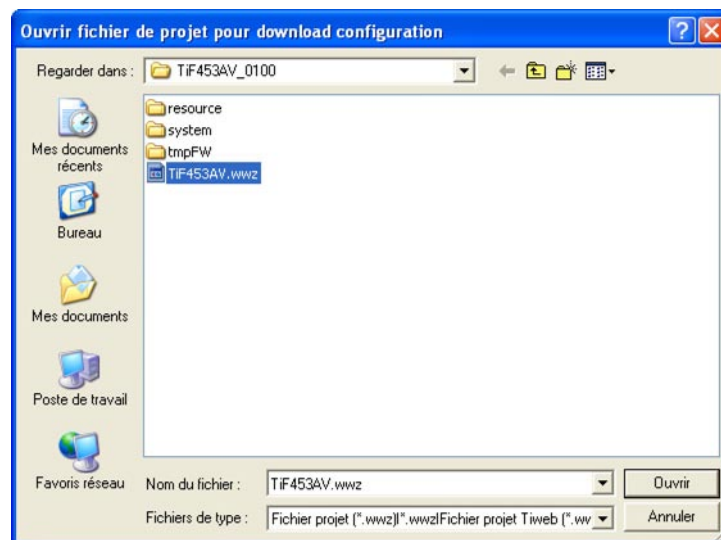 Ouvrir fichier de projet pour download configuration
Regarder dans :
TiF453AV_0100
Mes documents
récents
Bureau
Mes documents
Poste de travail
Favoris réseau
resource
system
tmpFW
TiF453AV.wwz
Nom du fichier :
TiF453AV.wwz
Ouvrir
Fichiers de type :
Fichier projet (*.wwz)|*.wwz|Fichier projet Tiweb (*.ww
Annuler